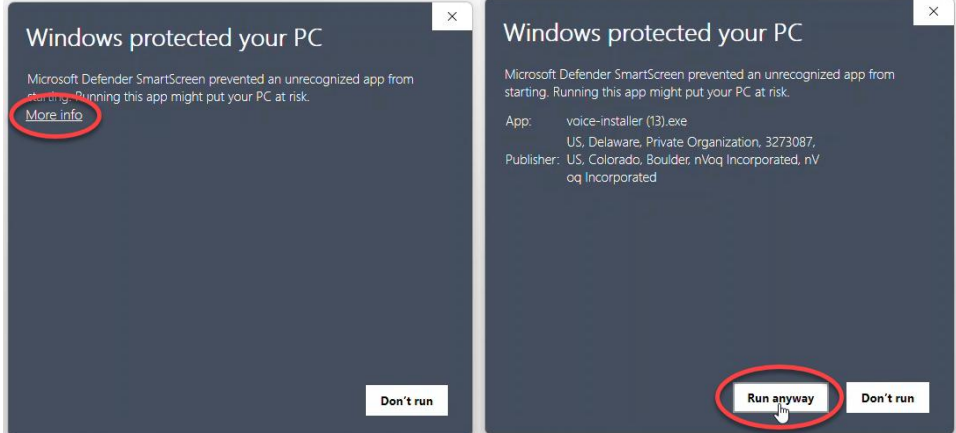 Windows protected your PC
Microsoft Defender SmartScreen prevented an unrecognized app from
starting. Running this app might put your PC at risk.
More info
Don't run
Windows protected your PC
Microsoft Defender SmartScreen prevented an unrecognized app from
starting. Running this app might put your PC at risk.
App: voice-installer (13).exe
US, Delaware, Private Organization, 3273087,
Publisher: US, Colorado, Boulder, nVoq Incorporated, nV
oq Incorporated
Run anyway Don't run